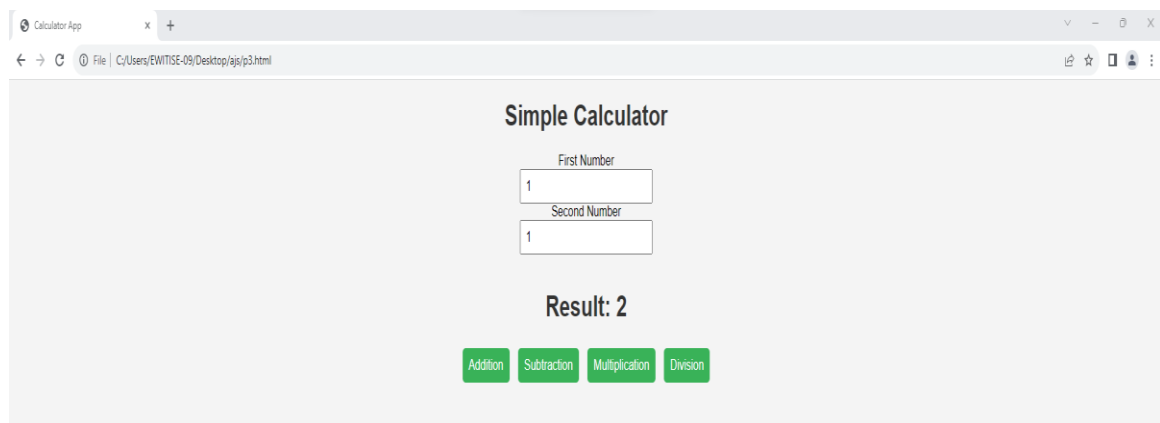 Calculator App
File | C:/Users/EWITISE-09/Desktop/ajs/p3.html
Simple Calculator
First Number
1
Second Number
1
Result: 2
Addition Subtraction Multiplication Division